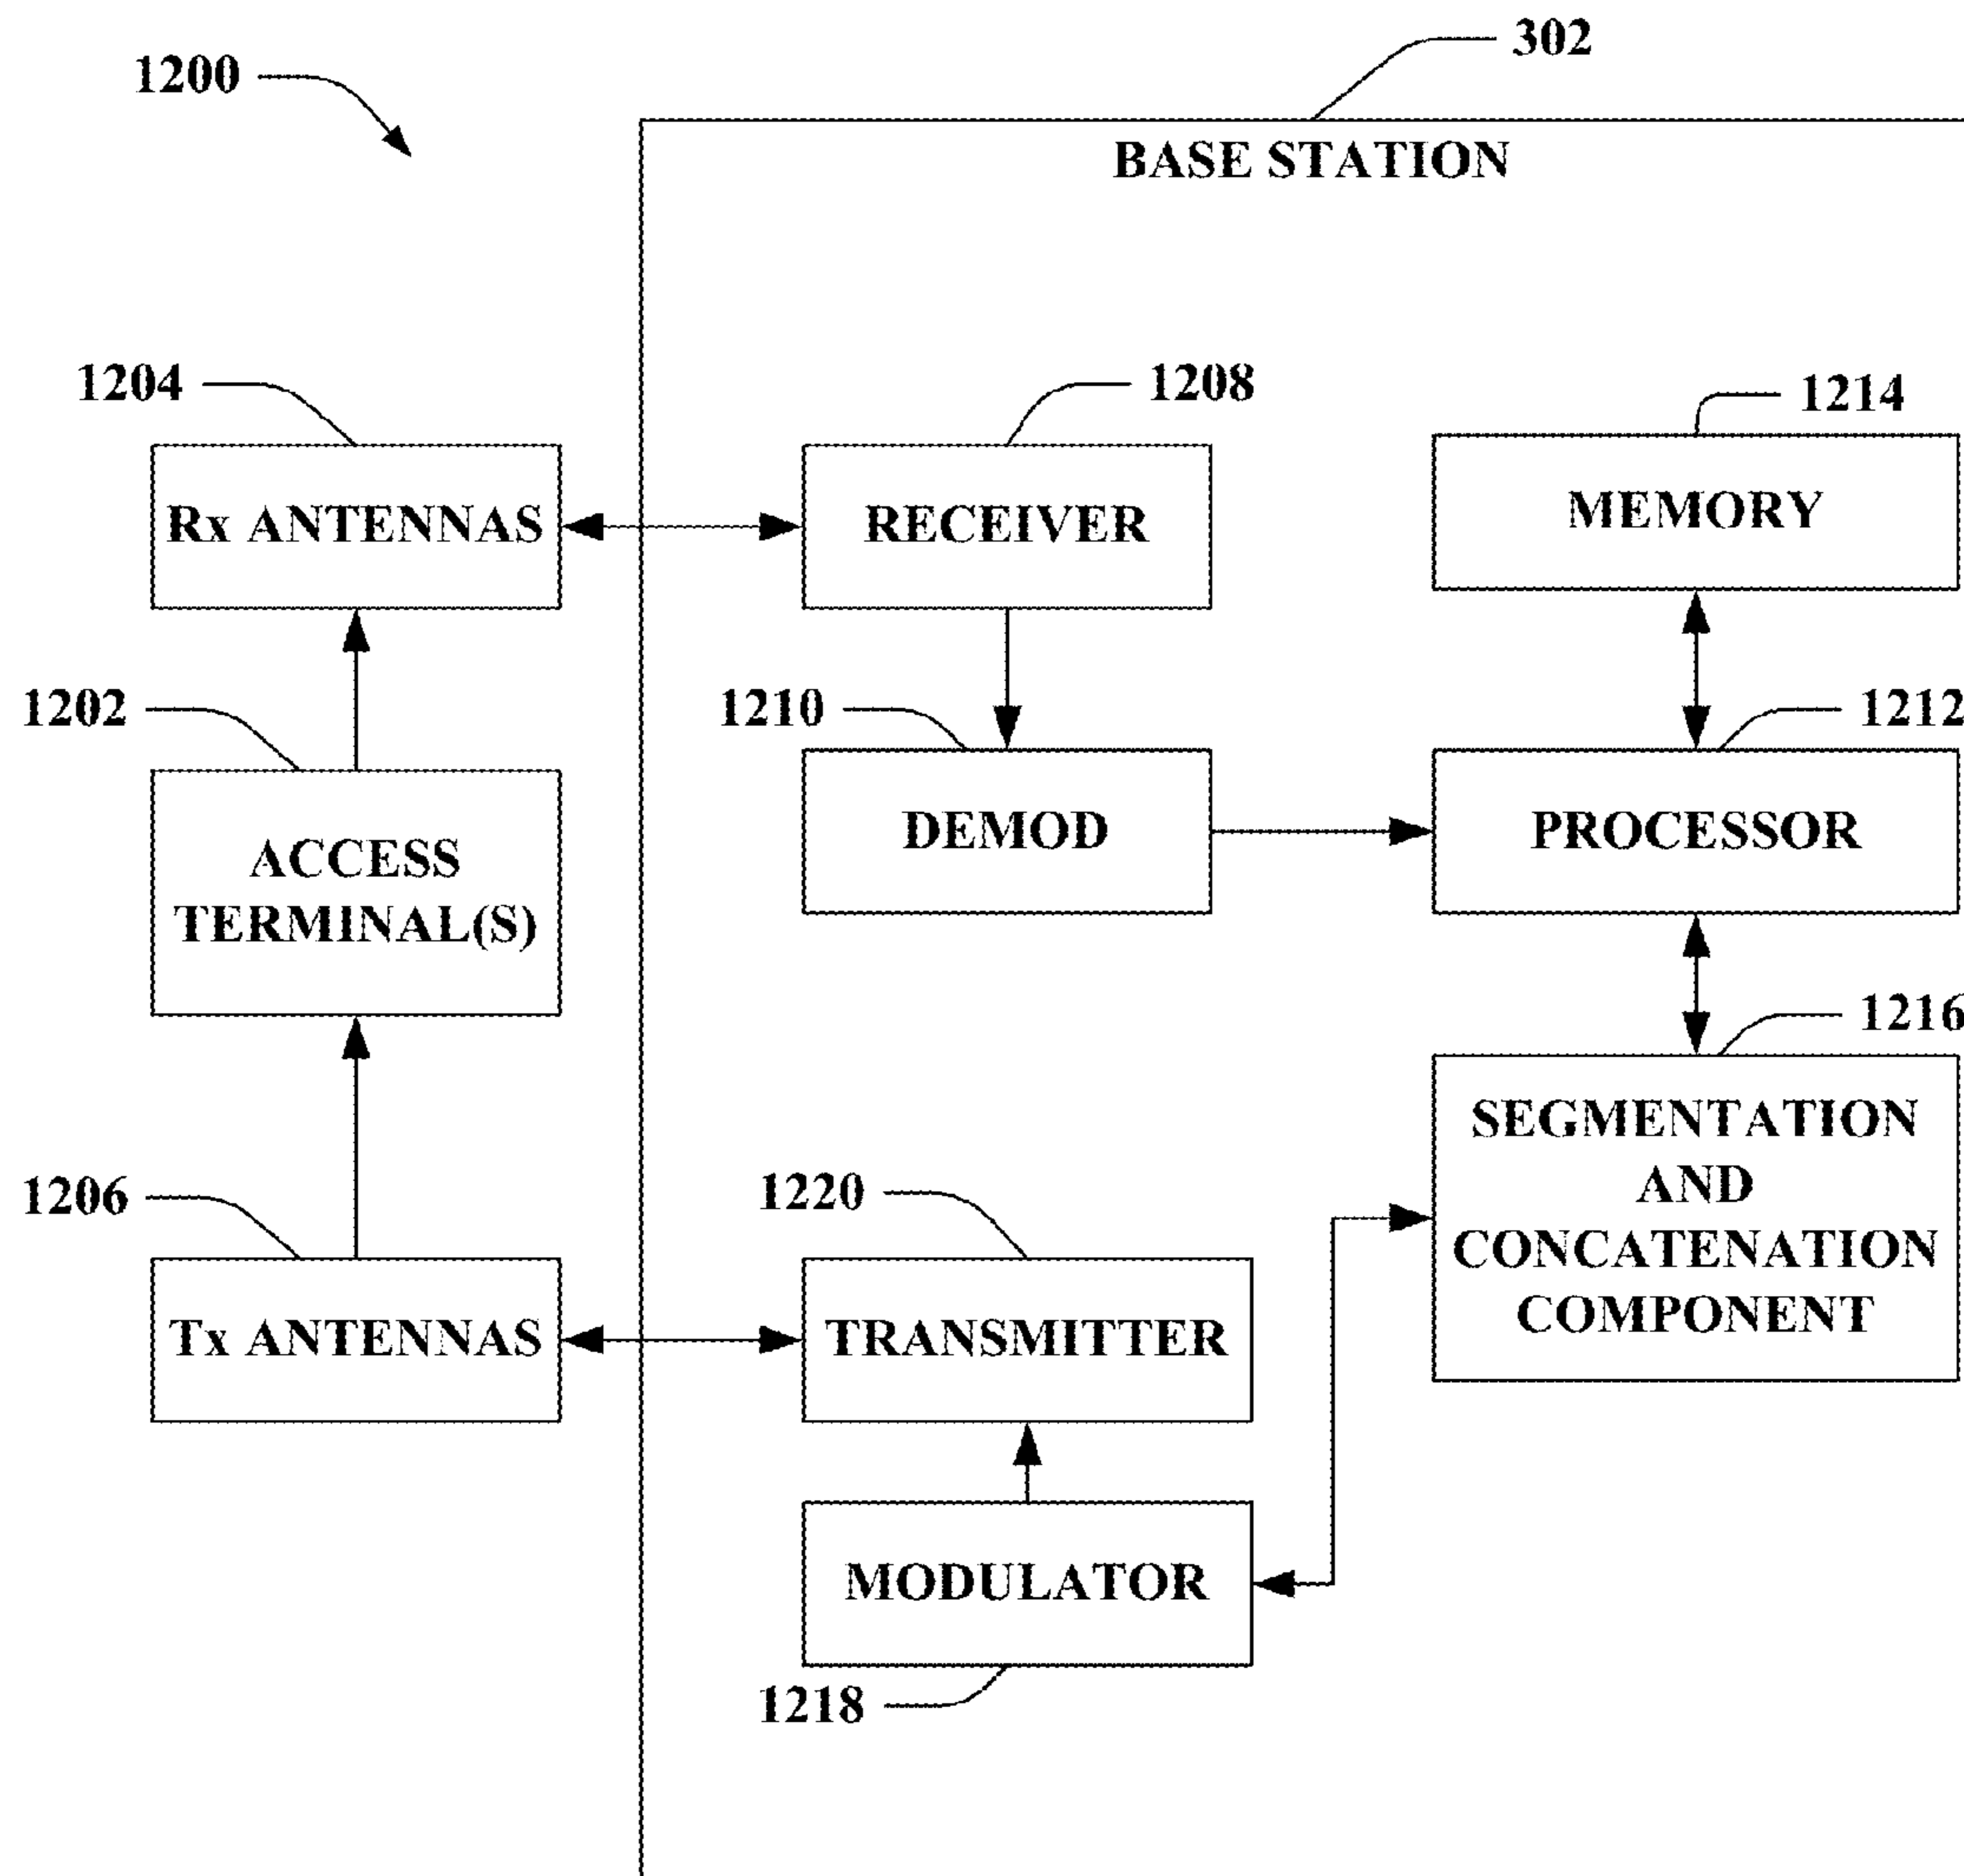 302
1200
BASE STATION
1204
1208
1214
Rx ANTENNAS
RECEIVER
MEMORY
1202
1210
1212
ACCESS
TERMINAL(S)
DEMOD
PROCESSOR
1216
1206
1220
SEGMENTATION
AND
CONCATENATION
COMPONENT
Tx ANTENNAS
TRANSMITTER
MODULATOR
1218